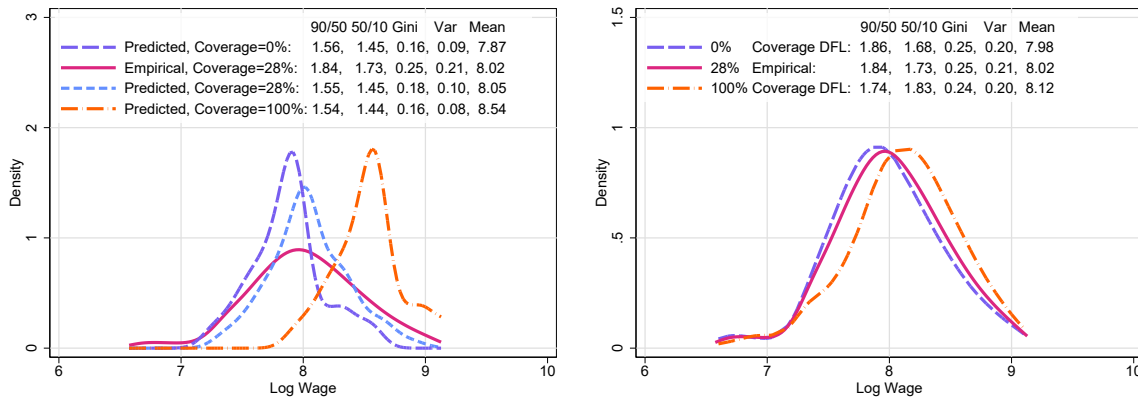 90/50 50/10 Gini Var Mean
Predicted, Coverage=0%: 1.56, 1.45, 0.16, 0.09, 7.87
Empirical, Coverage=28%: 1.84, 1.73, 0.25, 0.21, 8.02
Predicted, Coverage=28%: 1.55, 1.45, 0.18, 0.10, 8.05
Predicted, Coverage=100%: 1.54, 1.44, 0.16, 0.08, 8.54
3
2
1
0
Density
6 7 8 9 10
Log Wage
90/50 50/10 Gini Var Mean
0% Coverage DFL: 1.86, 1.68, 0.25, 0.20, 7.98
28% Empirical: 1.84, 1.73, 0.25, 0.21, 8.02
100% Coverage DFL: 1.74, 1.83, 0.24, 0.20, 8.12
1.5
1
.5
0
Density
6 7 8 9 10
Log Wage